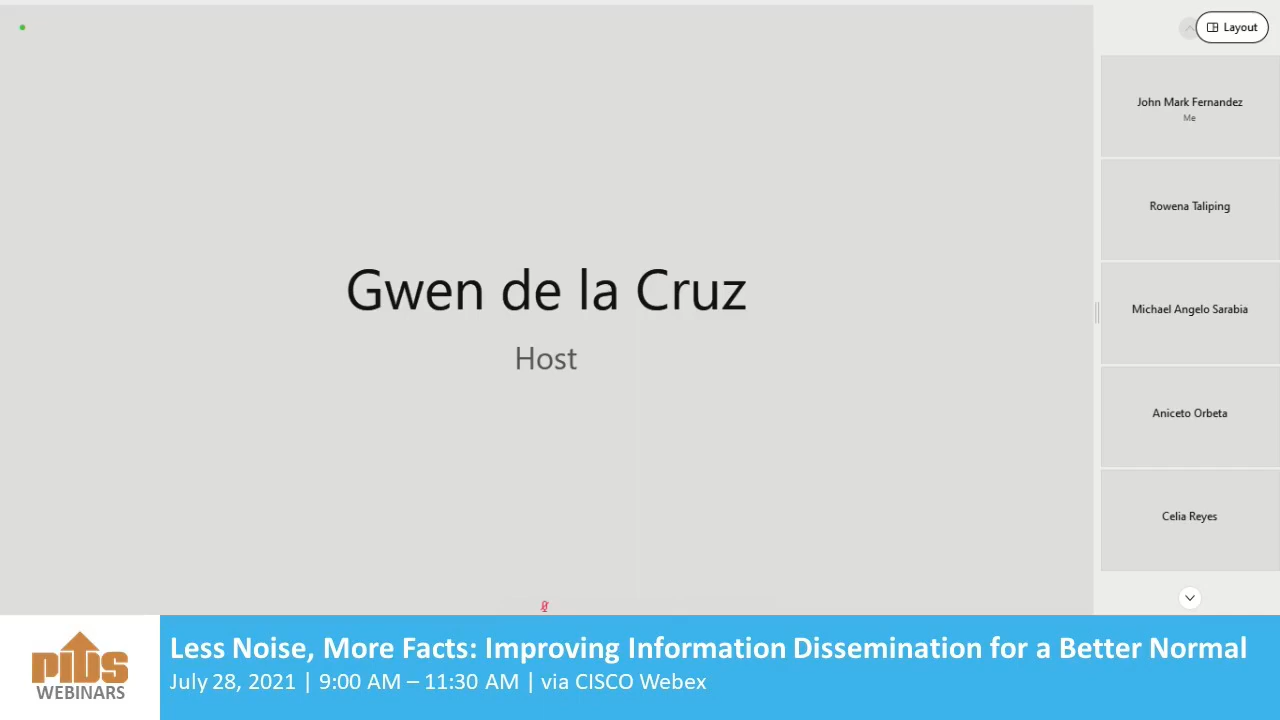 Layout
John Mark Fernandez
Me
Rowena Taliping
Michael Angelo Sarabia
Gwen de la Cruz
Host
Aniceto Orbeta
Celia Reyes
PIDS
WEBINARS
Less Noise, More Facts: Improving Information Dissemination for a Better Normal
July 28, 2021 | 9:00 AM – 11:30 AM | via CISCO Webex